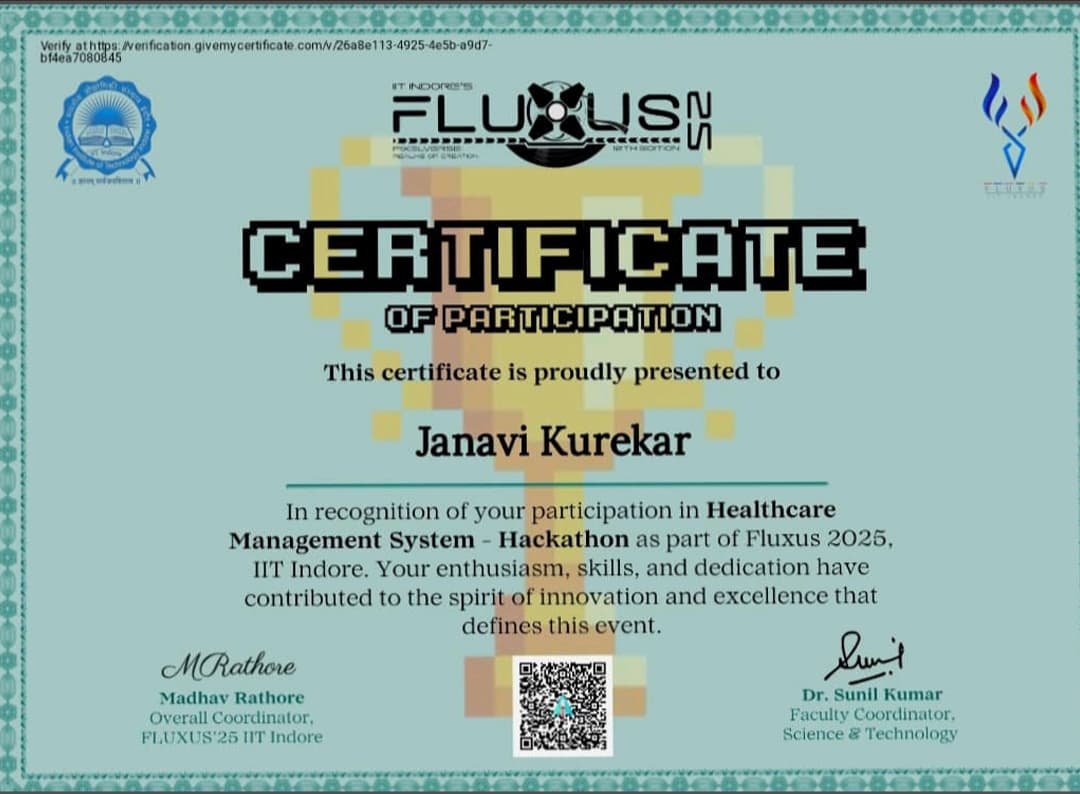 Verify at https://verification.givemycertificate.com/v/26a8e113-4925-4e5b-a9d7-
bf4ea7080845
IIT INDORE'S
FLUXUS 25
PIXELVERSE
REALMS OF CREATION
12TH EDITION
FLUXUS
CERTIFICATE
OF PARTICIPATION
This certificate is proudly presented to
Janavi Kurekar
In recognition of your participation in Healthcare
Management System - Hackathon as part of Fluxus 2025,
IIT Indore. Your enthusiasm, skills, and dedication have
contributed to the spirit of innovation and excellence that
defines this event.
MRathore
Madhav Rathore
Overall Coordinator,
FLUXUS'25 IIT Indore
Sunil
Dr. Sunil Kumar
Faculty Coordinator,
Science & Technology